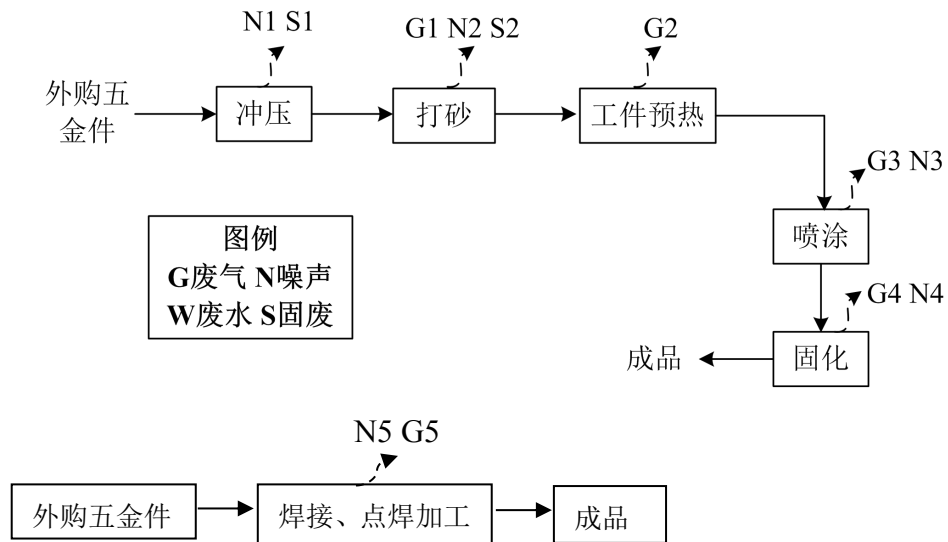 N1 S1
G1 N2 S2
G2
外购五
金件
冲压
打砂
工件预热
G3 N3
喷涂
图例
G废气 N噪声
W废水 S固废
G4 N4
固化
成品
N5 G5
外购五金件
焊接、点焊加工
成品